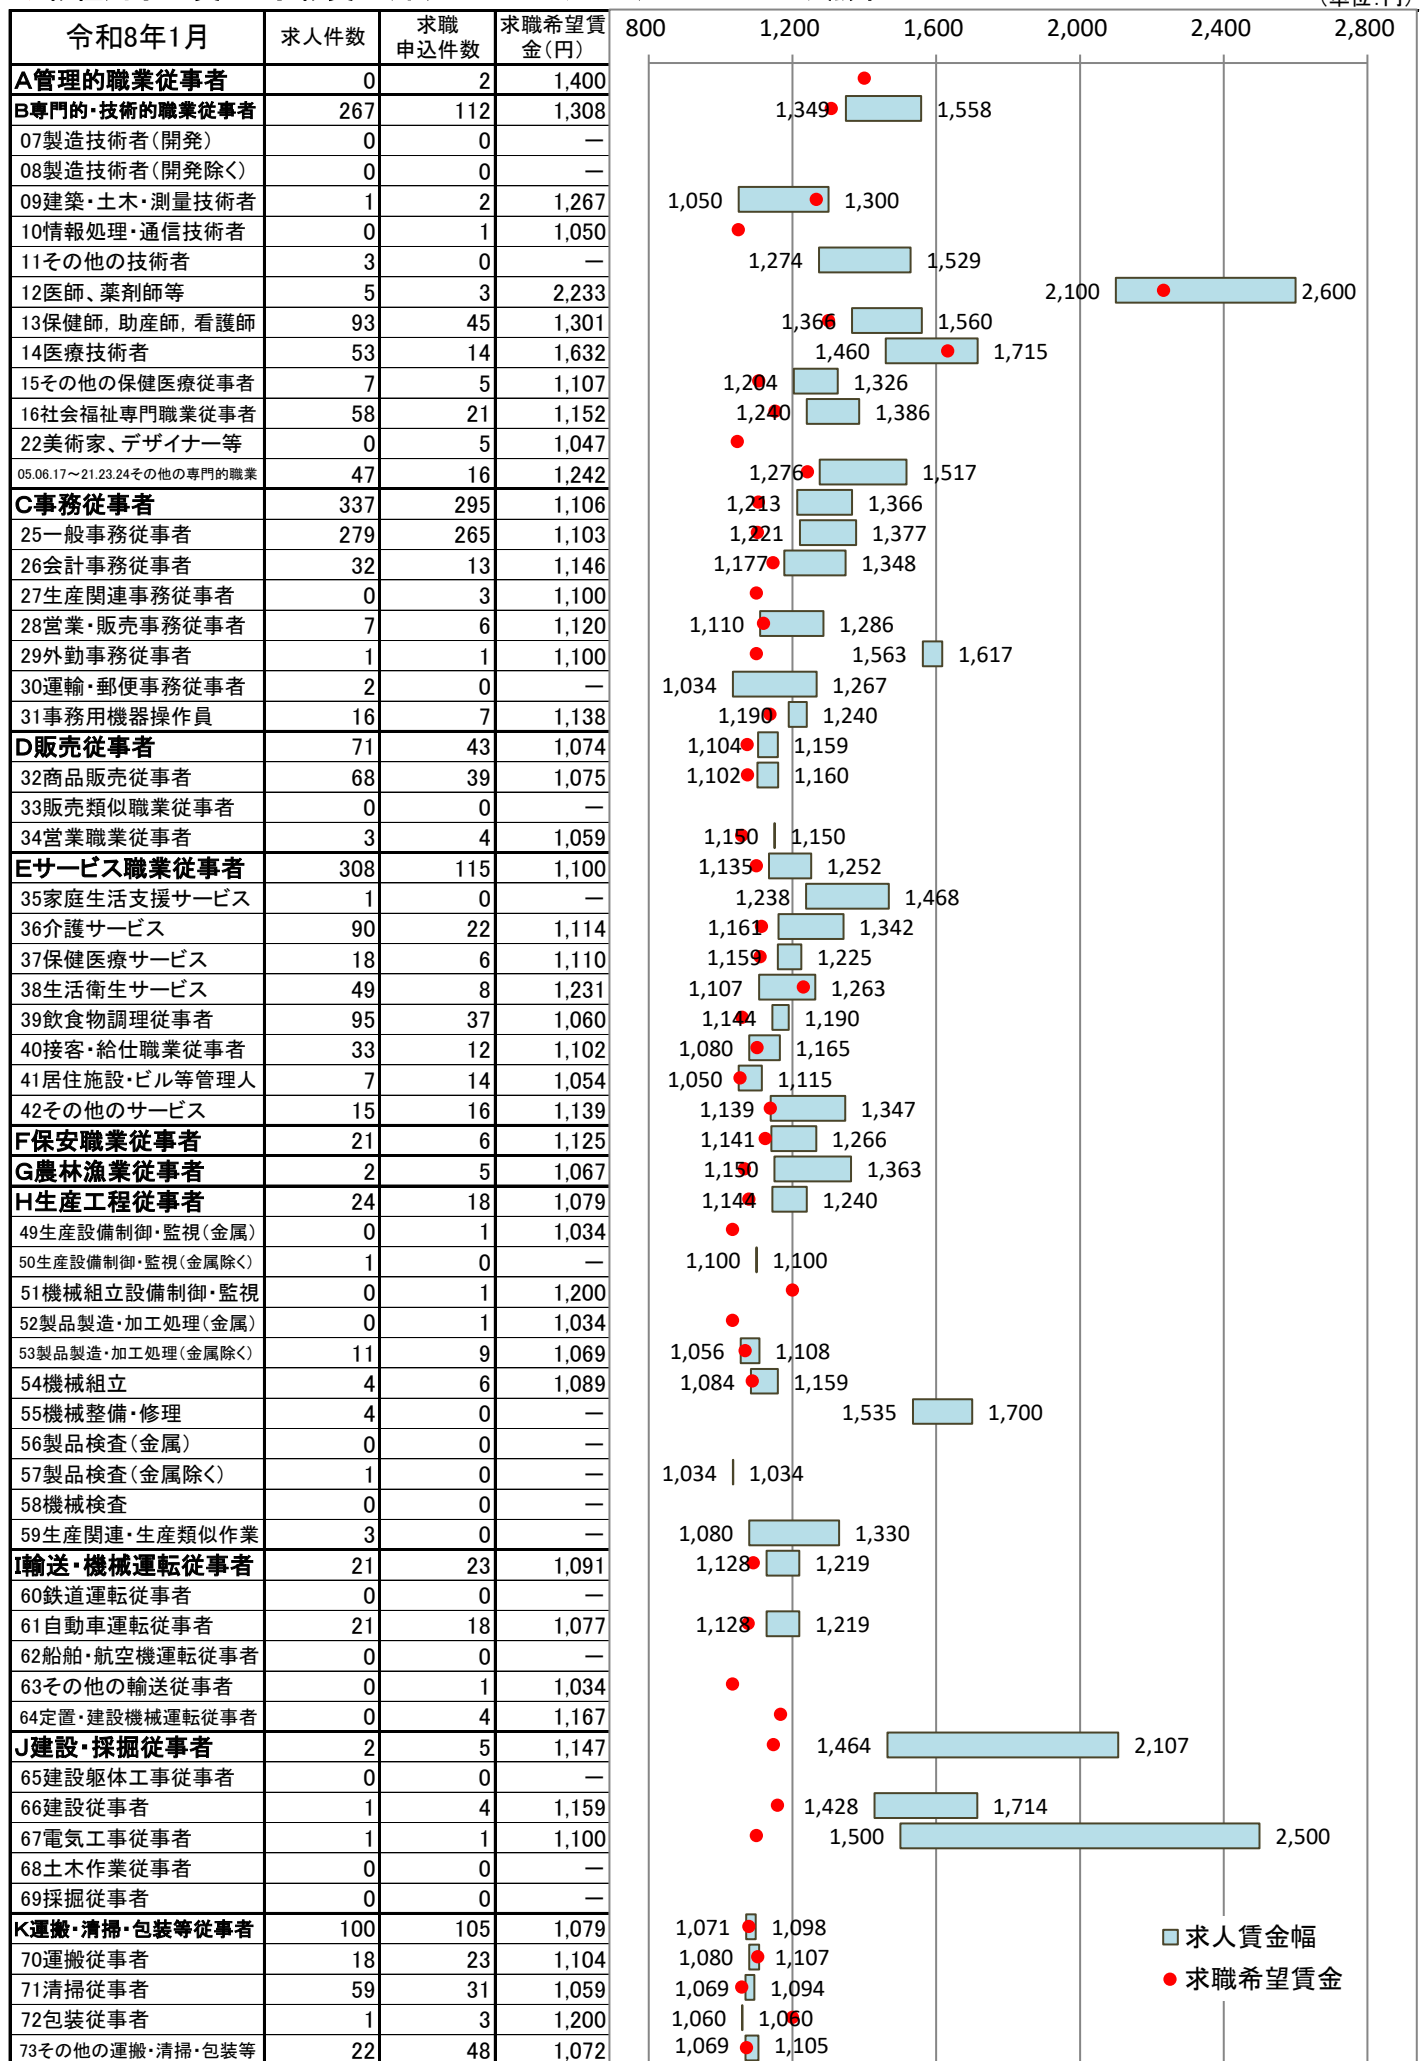 (単位:円)
令和8年1月 求人件数 求職申込件数 求職希望賃金(円) 800 1,200 1,600 2,000 2,400 2,800
A管理的職業従事者 0 2 1,400
B専門的・技術的職業従事者 267 112 1,308 1,349 1,558
07製造技術者(開発) 0 0 ―
08製造技術者(開発除く) 0 0 ―
09建築・土木・測量技術者 1 2 1,267 1,050 1,300
10情報処理・通信技術者 0 1 1,050
11その他の技術者 3 0 ― 1,274 1,529
12医師、薬剤師等 5 3 2,233 2,100 2,600
13保健師, 助産師, 看護師 93 45 1,301 1,366 1,560
14医療技術者 53 14 1,632 1,460 1,715
15その他の保健医療従事者 7 5 1,107 1,204 1,326
16社会福祉専門職業従事者 58 21 1,152 1,240 1,386
22美術家、デザイナー等 0 5 1,047
05.06.17～21.23.24その他の専門的職業 47 16 1,242 1,276 1,517
C事務従事者 337 295 1,106 1,213 1,366
25一般事務従事者 279 265 1,103 1,221 1,377
26会計事務従事者 32 13 1,146 1,177 1,348
27生産関連事務従事者 0 3 1,100
28営業・販売事務従事者 7 6 1,120 1,110 1,286
29外勤事務従事者 1 1 1,100 1,563 1,617
30運輸・郵便事務従事者 2 0 ― 1,034 1,267
31事務用機器操作員 16 7 1,138 1,190 1,240
D販売従事者 71 43 1,074 1,104 1,159
32商品販売従事者 68 39 1,075 1,102 1,160
33販売類似職業従事者 0 0 ―
34営業職業従事者 3 4 1,059 1,150 1,150
Eサービス職業従事者 308 115 1,100 1,135 1,252
35家庭生活支援サービス 1 0 ― 1,238 1,468
36介護サービス 90 22 1,114 1,161 1,342
37保健医療サービス 18 6 1,110 1,159 1,225
38生活衛生サービス 49 8 1,231 1,107 1,263
39飲食物調理従事者 95 37 1,060 1,144 1,190
40接客・給仕職業従事者 33 12 1,102 1,080 1,165
41居住施設・ビル等管理人 7 14 1,054 1,050 1,115
42その他のサービス 15 16 1,139 1,139 1,347
F保安職業従事者 21 6 1,125 1,141 1,266
G農林漁業従事者 2 5 1,067 1,150 1,363
H生産工程従事者 24 18 1,079 1,144 1,240
49生産設備制御・監視(金属) 0 1 1,034
50生産設備制御・監視(金属除く) 1 0 ― 1,100 1,100
51機械組立設備制御・監視 0 1 1,200
52製品製造・加工処理(金属) 0 1 1,034
53製品製造・加工処理(金属除く) 11 9 1,069 1,056 1,108
54機械組立 4 6 1,089 1,084 1,159
55機械整備・修理 4 0 ― 1,535 1,700
56製品検査(金属) 0 0 ―
57製品検査(金属除く) 1 0 ― 1,034 1,034
58機械検査 0 0 ―
59生産関連・生産類似作業 3 0 ― 1,080 1,330
I輸送・機械運転従事者 21 23 1,091 1,128 1,219
60鉄道運転従事者 0 0 ―
61自動車運転従事者 21 18 1,077 1,128 1,219
62船舶・航空機運転従事者 0 0 ―
63その他の輸送従事者 0 1 1,034
64定置・建設機械運転従事者 0 4 1,167
J建設・採掘従事者 2 5 1,147 1,464 2,107
65建設躯体工事従事者 0 0 ―
66建設従事者 1 4 1,159 1,428 1,714
67電気工事従事者 1 1 1,100 1,500 2,500
68土木作業従事者 0 0 ―
69採掘従事者 0 0 ―
K運搬・清掃・包装等従事者 100 105 1,079 1,071 1,098
求人賃金幅
70運搬従事者 18 23 1,104 1,080 1,107
求職希望賃金
71清掃従事者 59 31 1,059 1,069 1,094
72包装従事者 1 3 1,200 1,060 1,060
73その他の運搬・清掃・包装等 22 48 1,072 1,069 1,105